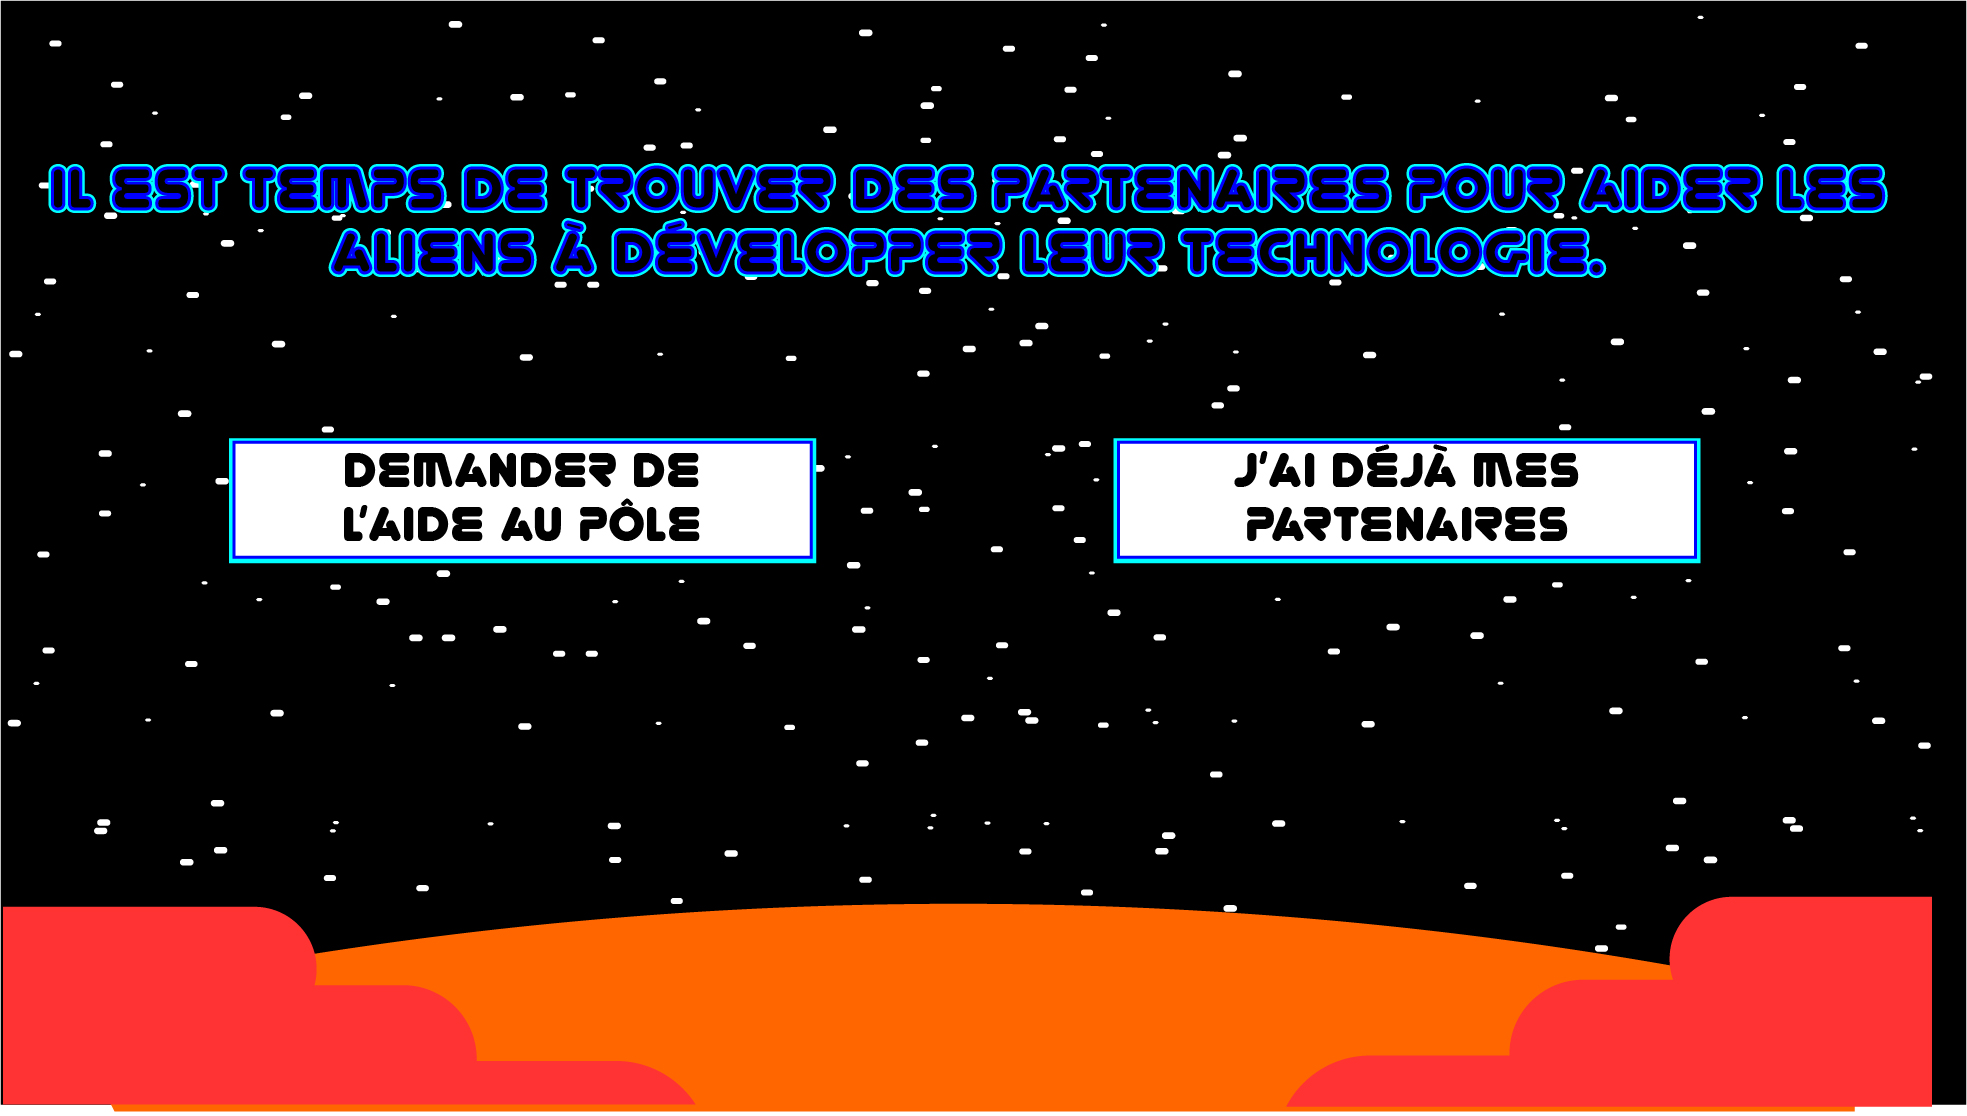 IL EST TEMPS DE TROUVER DES PARTENAIRES POUR AIDER LES
ALIENS À DÉVELOPPER LEUR TECHNOLOGIE.
DEMANDER DE
L'AIDE AU PÔLE
J'AI DÉJÀ MES
PARTENAIRES